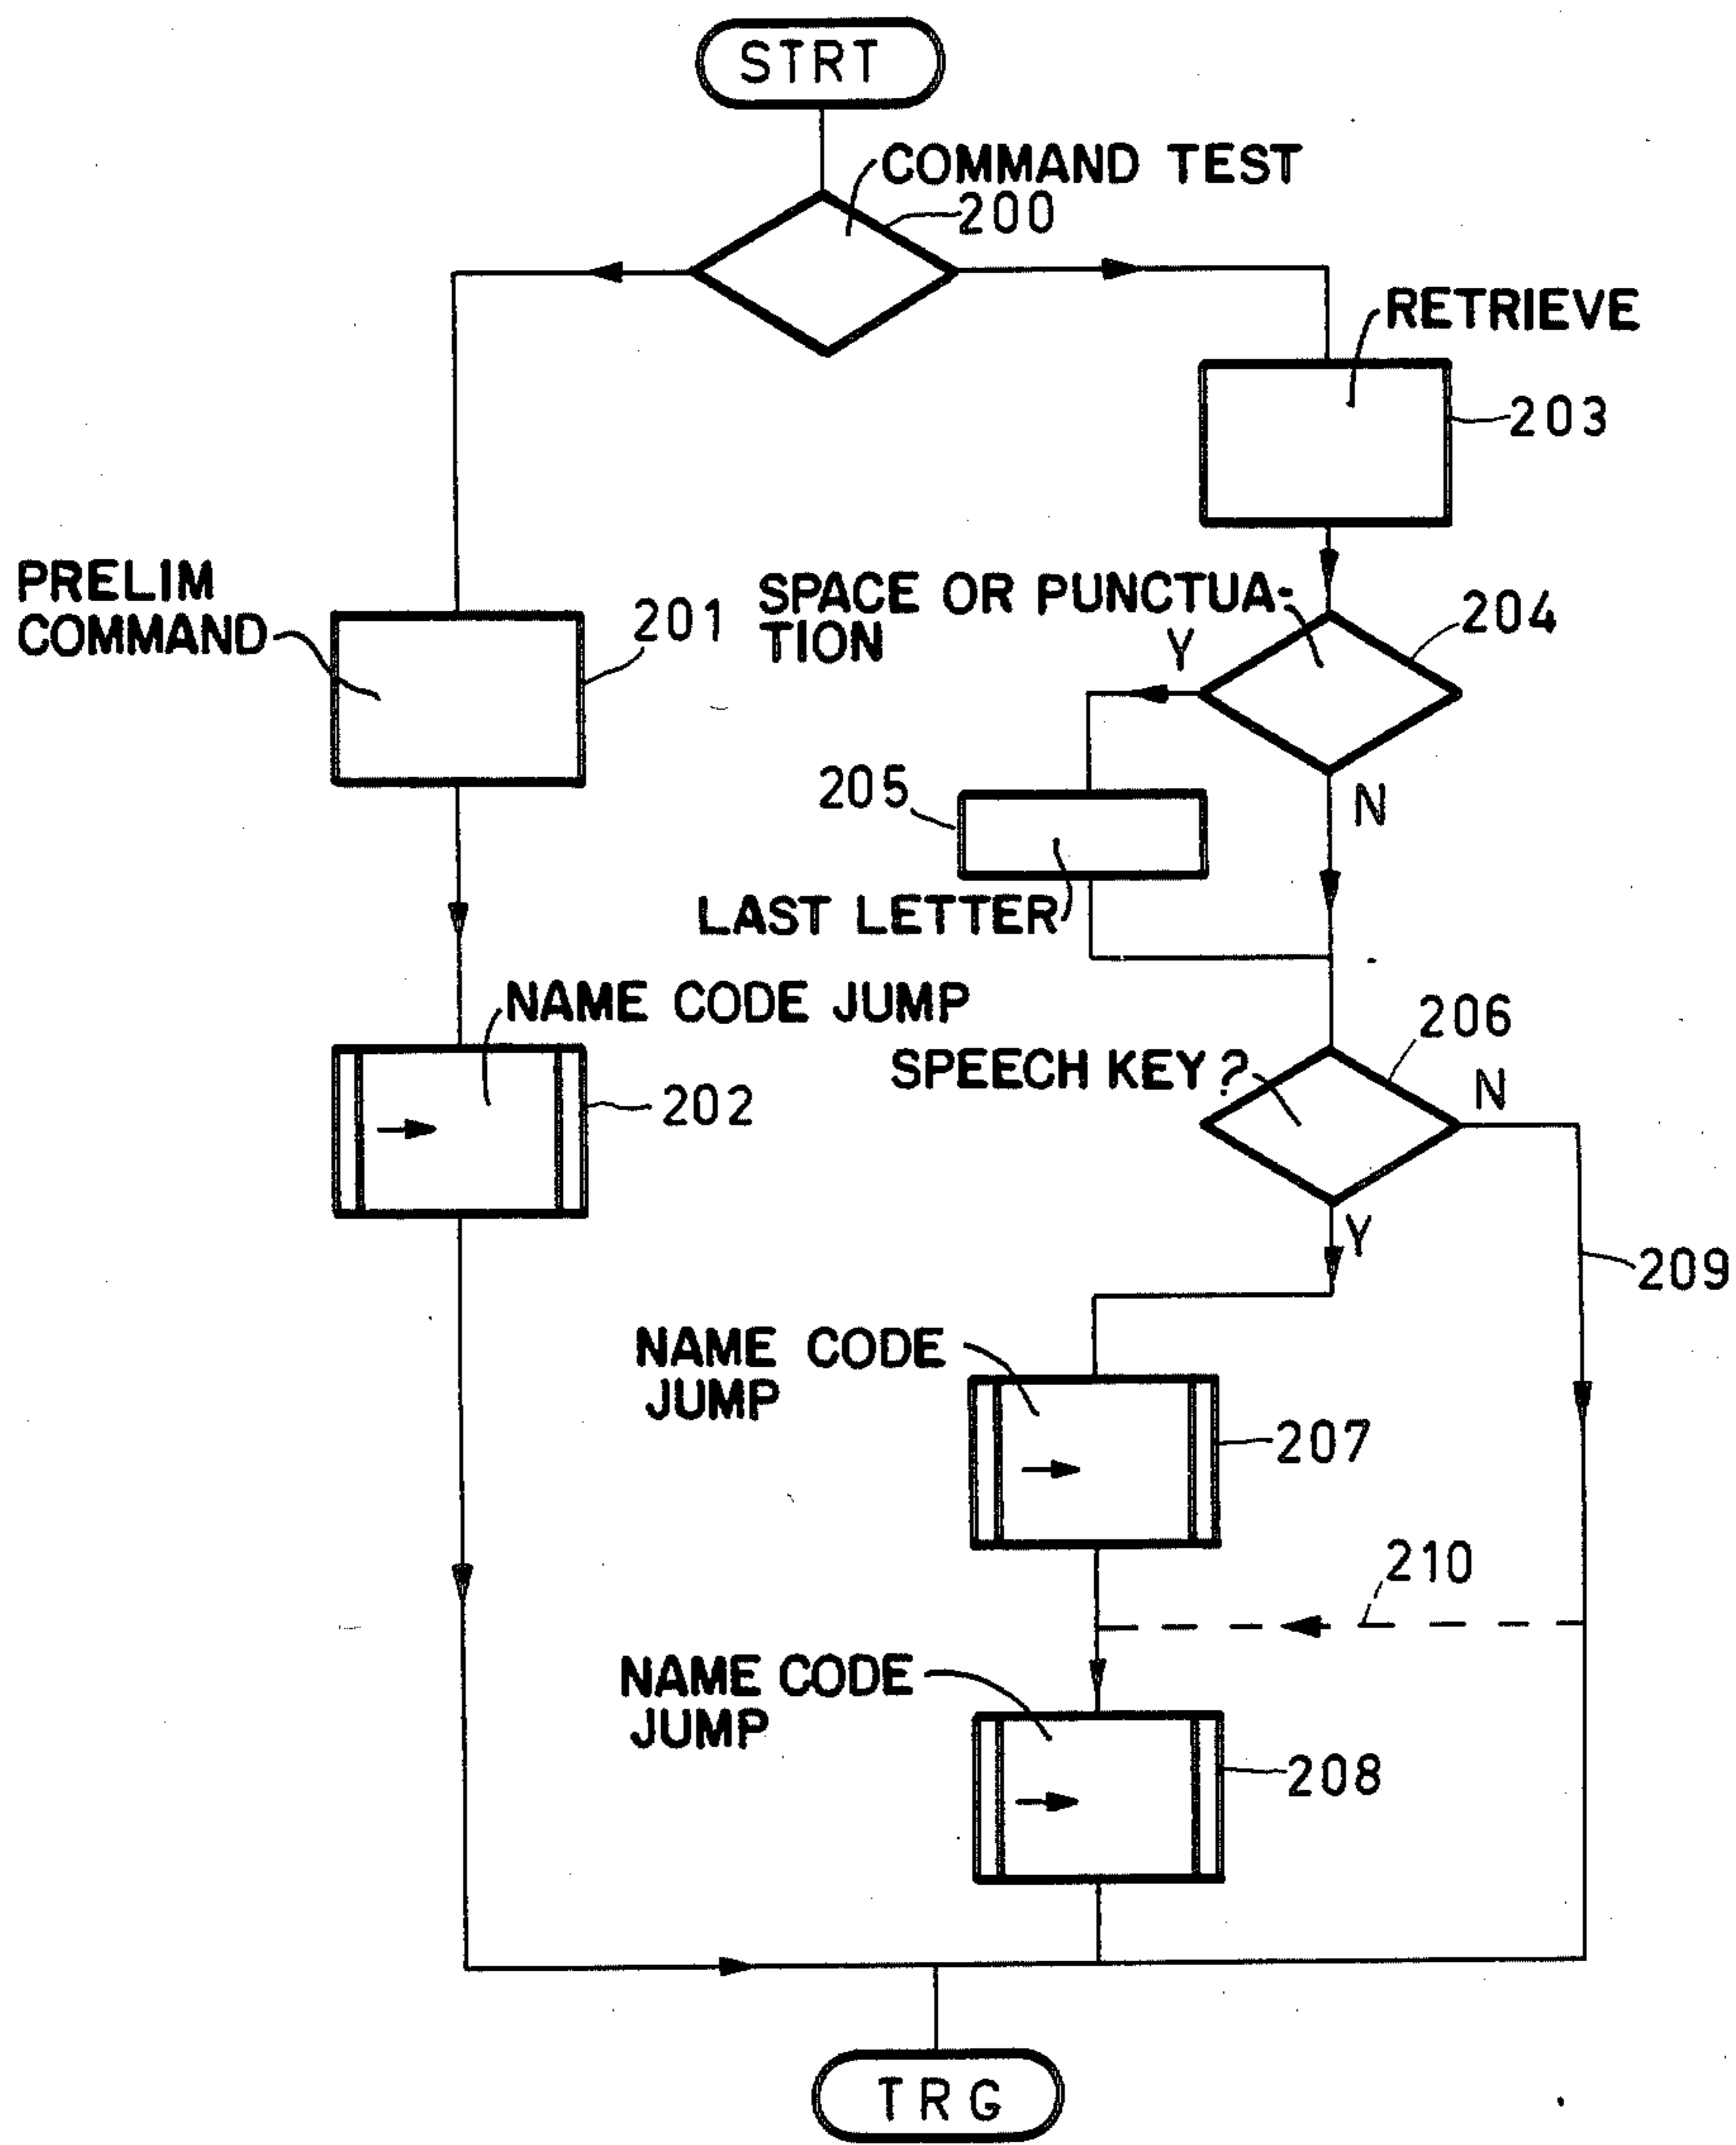 STRT
COMMAND TEST
200
RETRIEVE
203
PRELIM
COMMAND
201
SPACE OR PUNCTUA-
TION
Y
204
205
N
LAST LETTER
NAME CODE JUMP
202
206
SPEECH KEY?
N
Y
209
NAME CODE
JUMP
207
210
NAME CODE
JUMP
208
TRG